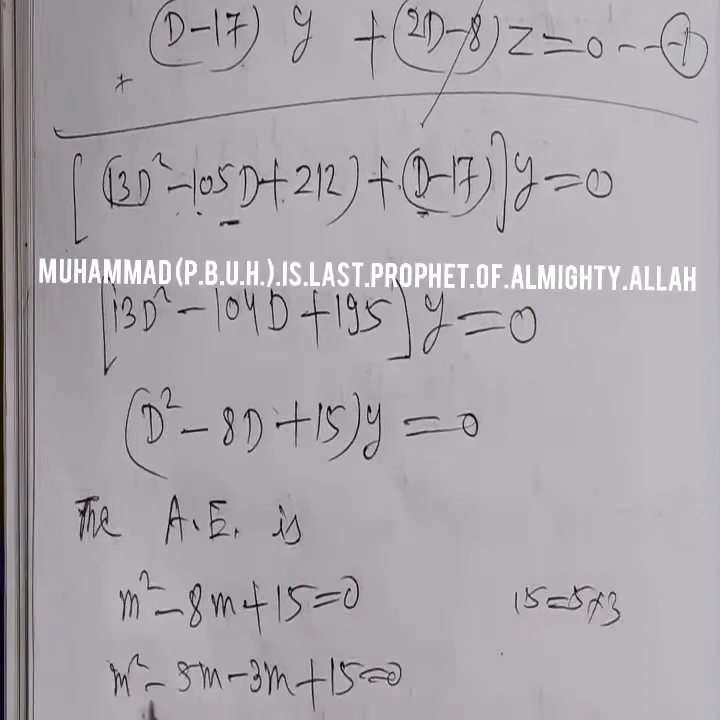 (D-17) y + (2D-8) z = 0 --- (1)
+
[(13D²-105D+212)+(D-17)]y=0
MUHAMMAD(P.B.U.H.).IS.LAST.PROPHET.OF.ALMIGHTY.ALLAH
[13D²-104D+195]y=0
(D²-8D+15)y=0
The A.E. is
m²-8m+15=0 15=5×3
m²-5m-3m+15=0